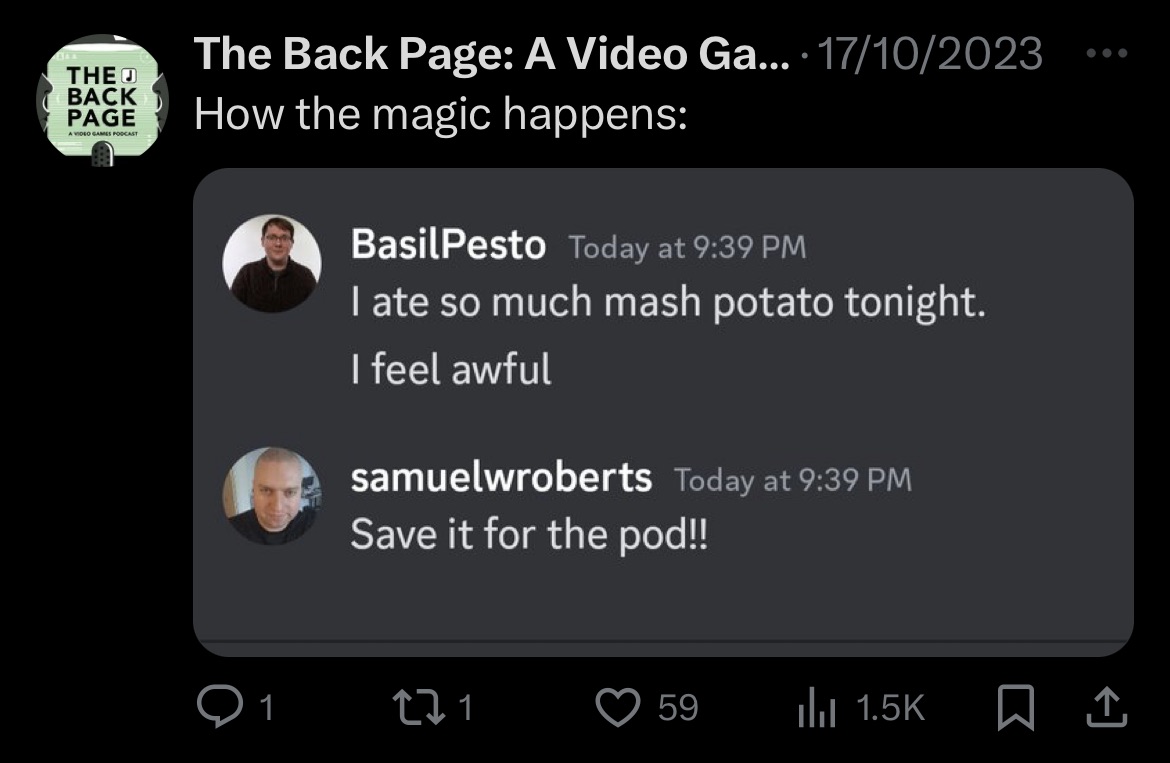 The Back Page: A Video Ga... · 17/10/2023
THE
BACK
PAGE
A VIDEO GAMES PODCAST
How the magic happens:
BasilPesto Today at 9:39 PM
I ate so much mash potato tonight.
I feel awful
samuelwroberts Today at 9:39 PM
Save it for the pod!!
1 1 59 1.5K